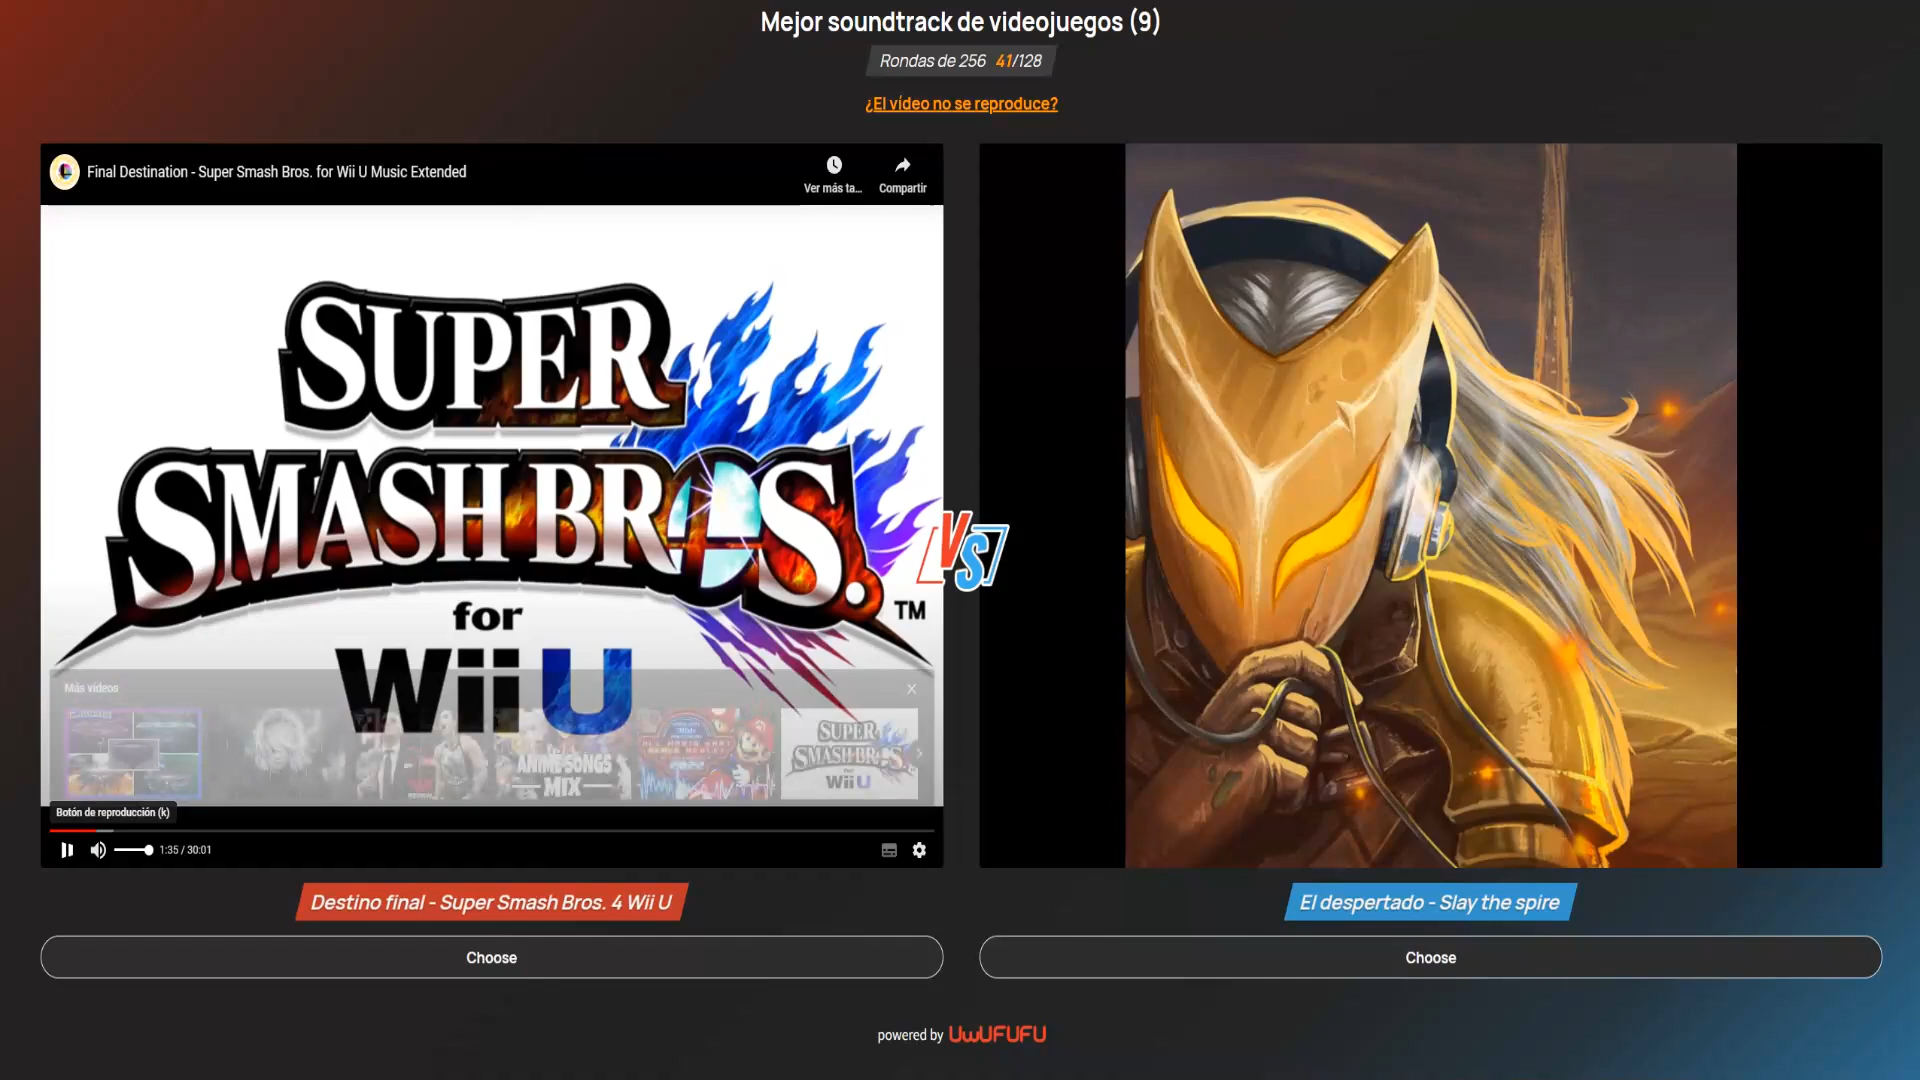 Mejor soundtrack de videojuegos (9)
Rondas de 256 41/128
¿El vídeo no se reproduce?
Final Destination - Super Smash Bros. for Wii U Music Extended
Ver más ta...
Compartir
SUPER
SMASH BROS.
TM
for
Wii U
VS
Más vídeos
ANIME SONGS
MIX
SUPER
SMASH BROS.
Wii U
Botón de reproducción (k)
1:35 / 30:01
Destino final - Super Smash Bros. 4 Wii U
El despertado - Slay the spire
Choose
Choose
powered by UwUFUFU